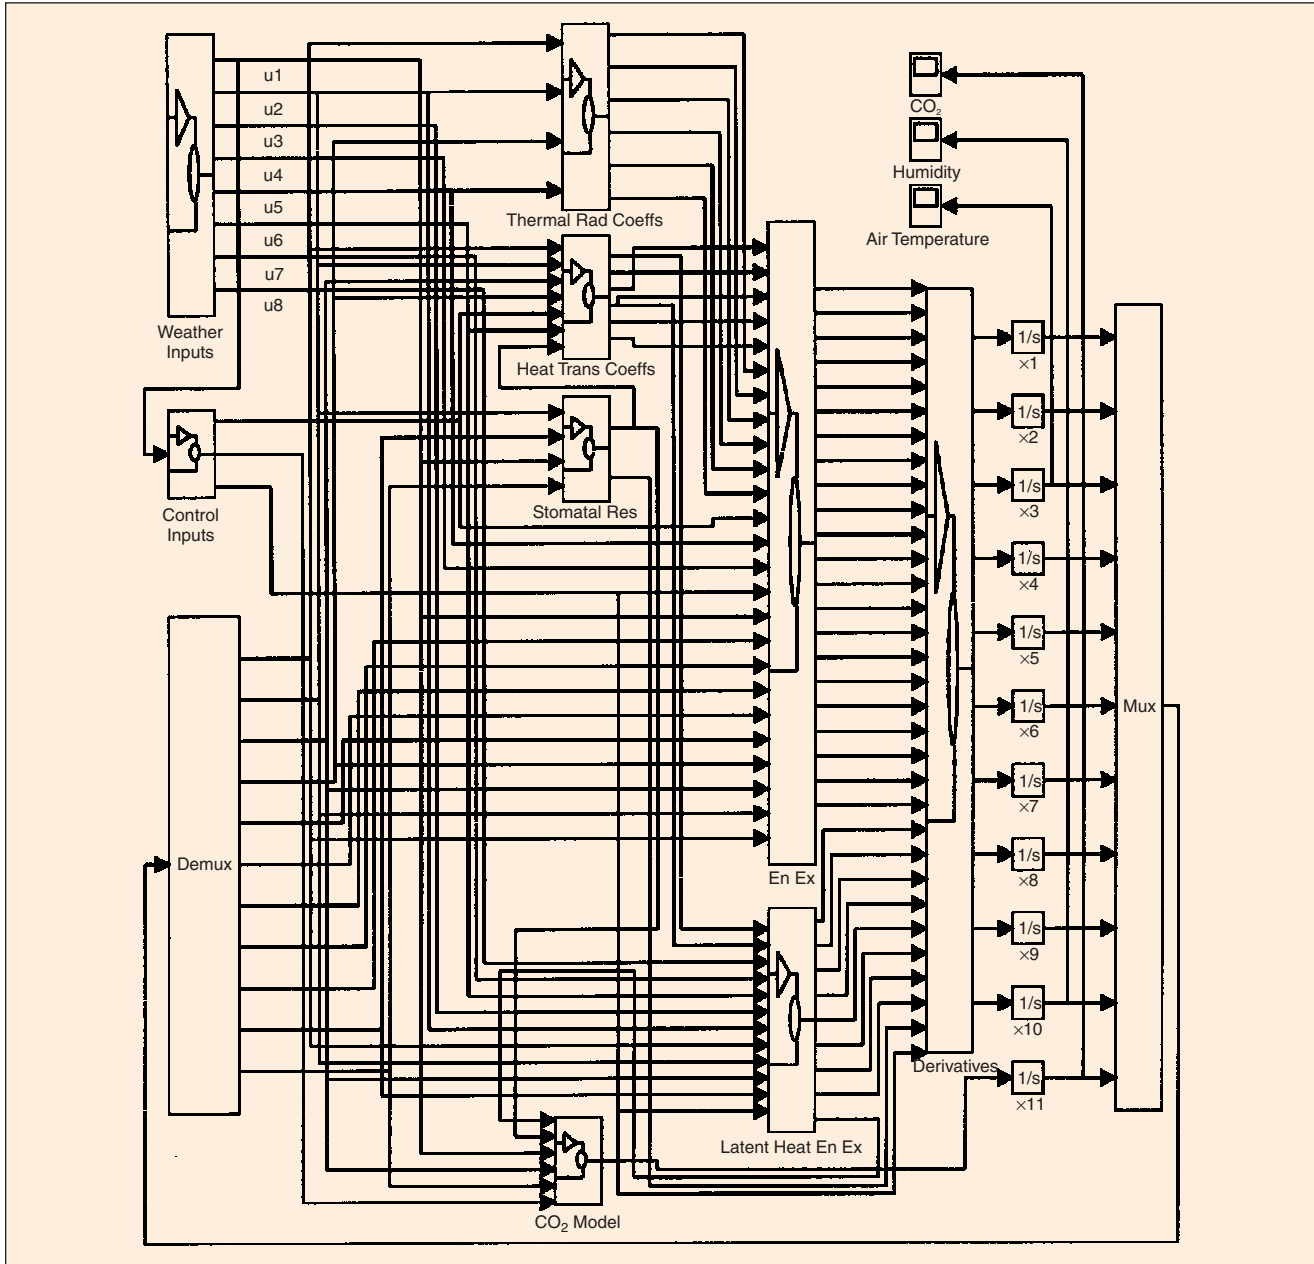 u1
u2
u3
u4
u5
u6
u7
u8
Weather
Inputs
Control
Inputs
Demux
Thermal Rad Coeffs
Heat Trans Coeffs
Stomatal Res
En Ex
Latent Heat En Ex
CO₂ Model
CO₂
Humidity
Air Temperature
Derivatives
1/s
×1
1/s
×2
1/s
×3
1/s
×4
1/s
×5
1/s
×6
1/s
×7
1/s
×8
1/s
×9
1/s
×10
1/s
×11
Mux